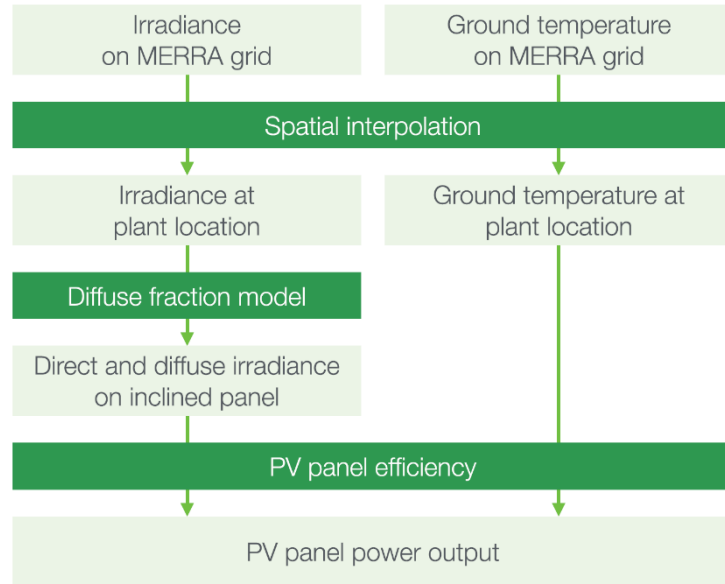 Irradiance
on MERRA grid
Ground temperature
on MERRA grid
Spatial interpolation
Irradiance at
plant location
Ground temperature at
plant location
Diffuse fraction model
Direct and diffuse irradiance
on inclined panel
PV panel efficiency
PV panel power output